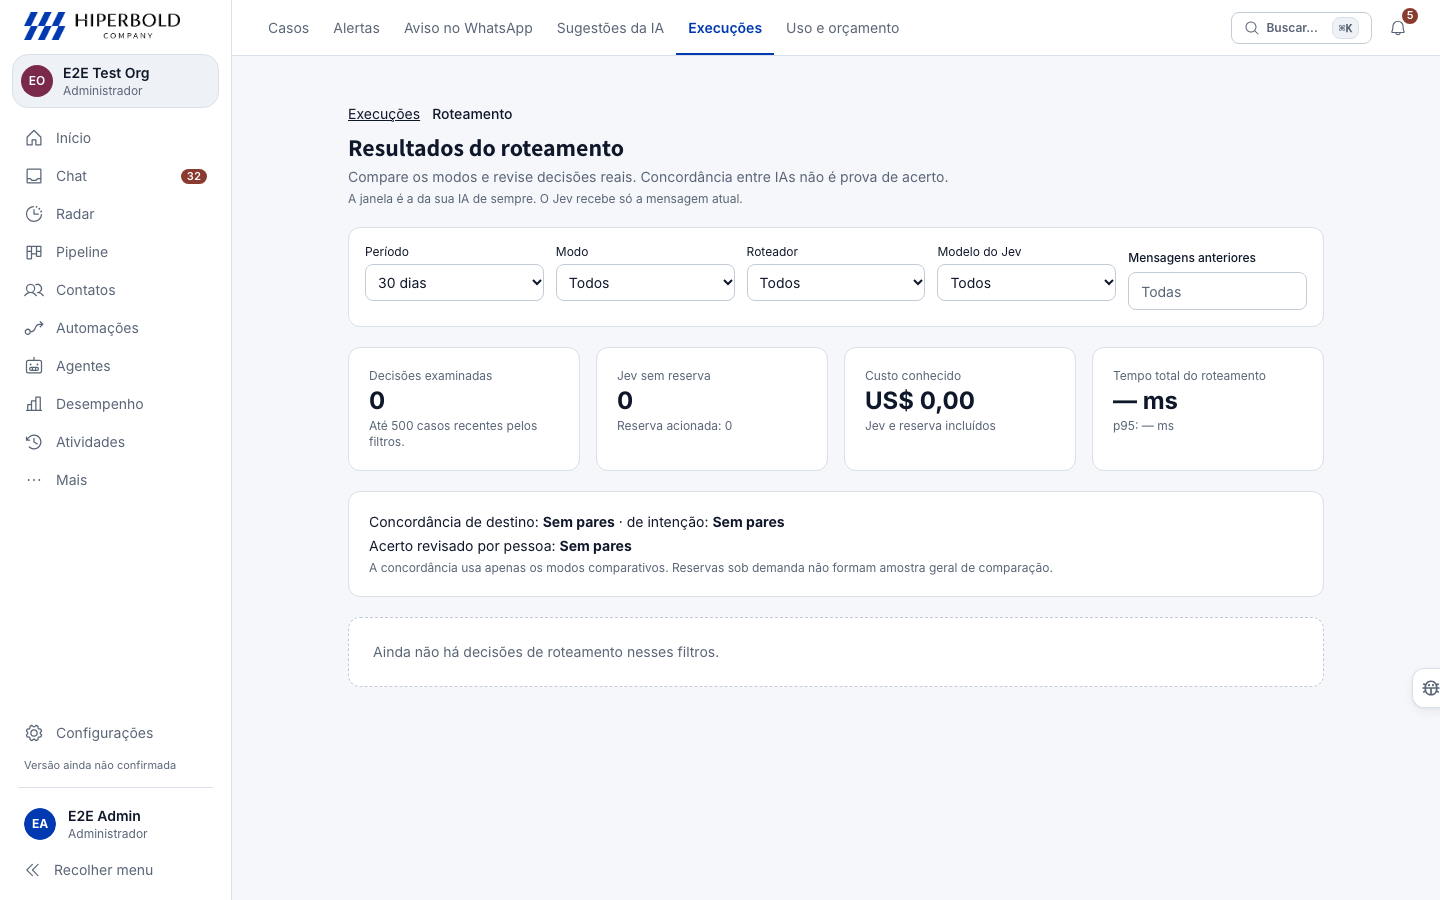 HIPERBOLD
COMPANY
EO
E2E Test Org
Administrador
Início
Chat
32
Radar
Pipeline
Contatos
Automações
Agentes
Desempenho
Atividades
Mais
Configurações
Versão ainda não confirmada
EA
E2E Admin
Administrador
Recolher menu
Casos
Alertas
Aviso no WhatsApp
Sugestões da IA
Execuções
Uso e orçamento
Buscar...
⌘K
5
Execuções Roteamento
Resultados do roteamento
Compare os modos e revise decisões reais. Concordância entre IAs não é prova de acerto.
A janela é a da sua IA de sempre. O Jev recebe só a mensagem atual.
Período
30 dias
Modo
Todos
Roteador
Todos
Modelo do Jev
Todos
Mensagens anteriores
Todas
Decisões examinadas
0
Até 500 casos recentes pelos
filtros.
Jev sem reserva
0
Reserva acionada: 0
Custo conhecido
US$ 0,00
Jev e reserva incluídos
Tempo total do roteamento
— ms
p95: — ms
Concordância de destino: Sem pares · de intenção: Sem pares
Acerto revisado por pessoa: Sem pares
A concordância usa apenas os modos comparativos. Reservas sob demanda não formam amostra geral de comparação.
Ainda não há decisões de roteamento nesses filtros.